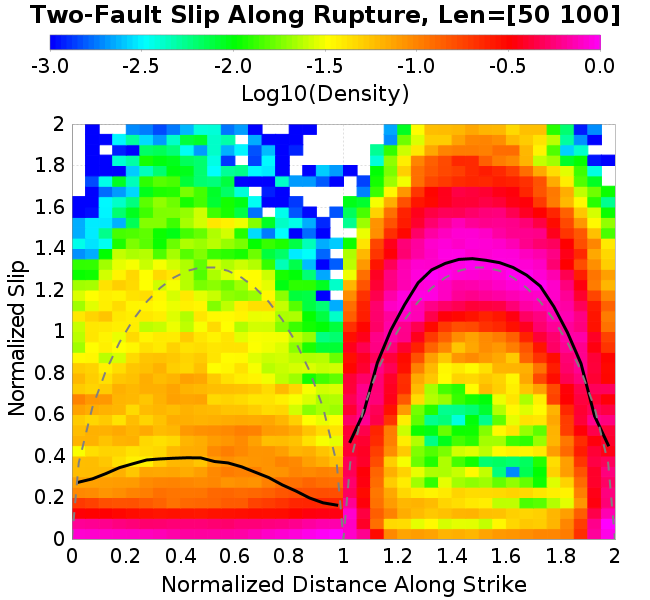 Two-Fault Slip Along Rupture, Len=[50 100]
-3.0 -2.5 -2.0 -1.5 -1.0 -0.5 0.0
Log10(Density)
2
1.8
1.6
1.4
1.2
1
0.8
0.6
0.4
0.2
0
Normalized Slip
0 0.2 0.4 0.6 0.8 1 1.2 1.4 1.6 1.8 2
Normalized Distance Along Strike